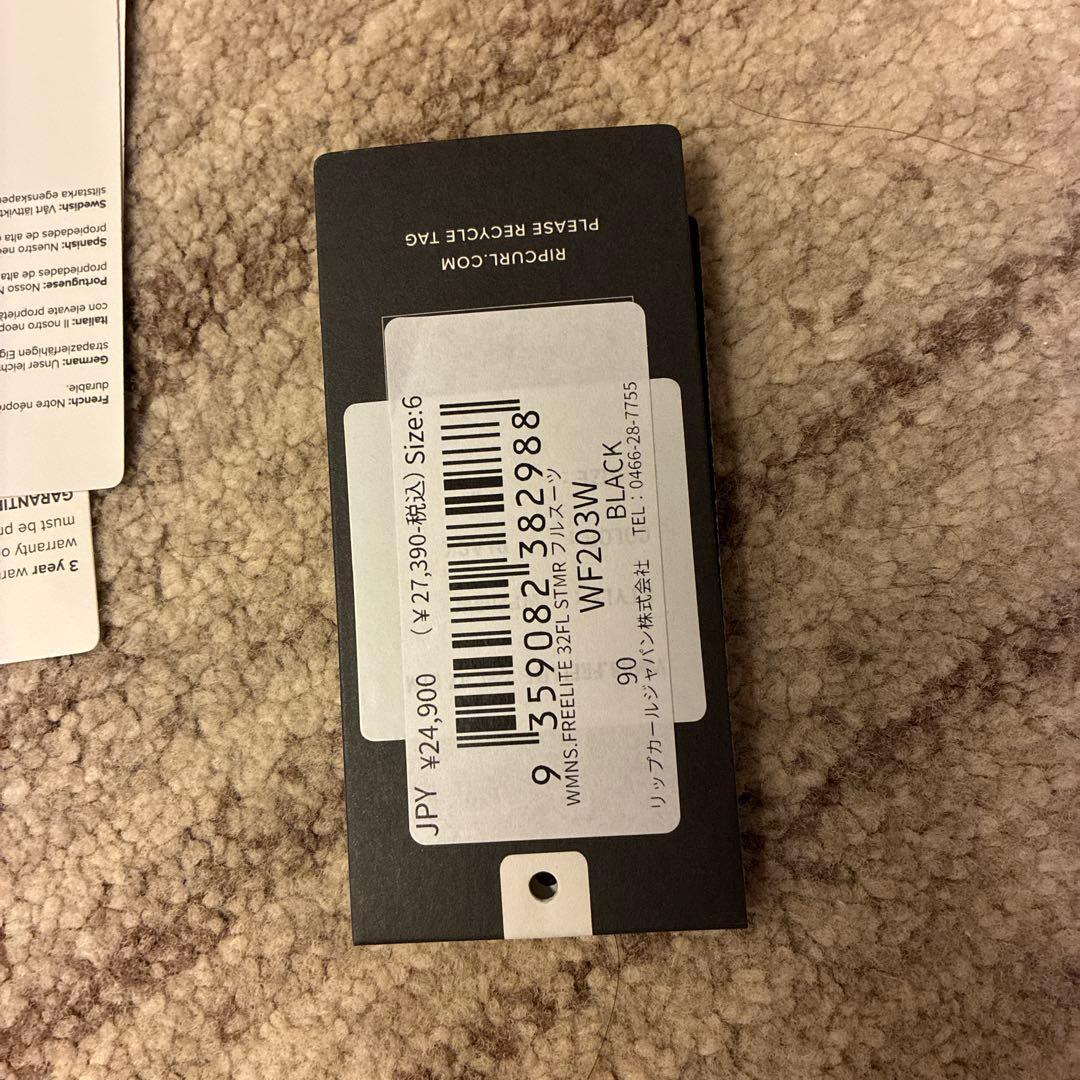 JPY ¥24,900 (¥27,390-税込) Size:6
9 359082 382988
WMNS.FREELITE 32FL STMR フルスーツ
WF203W
90 BLACK
リップカールジャパン株式会社 TEL:0466-28-7755
RIPCURL.COM
PLEASE RECYCLE TAG
French: Notre néopr
durable.
German: Unser leich
strapazierfähigen Eig
Italian: Il nostro neop
con elevate proprietà
Portuguese: Nosso N
propriedades de alta
Spanish: Nuestro neo
propiedades de alta
Swedish: Vårt lättvikt
slitstarka egenskape
3 year warr
warranty o
must be pr
GARANTI